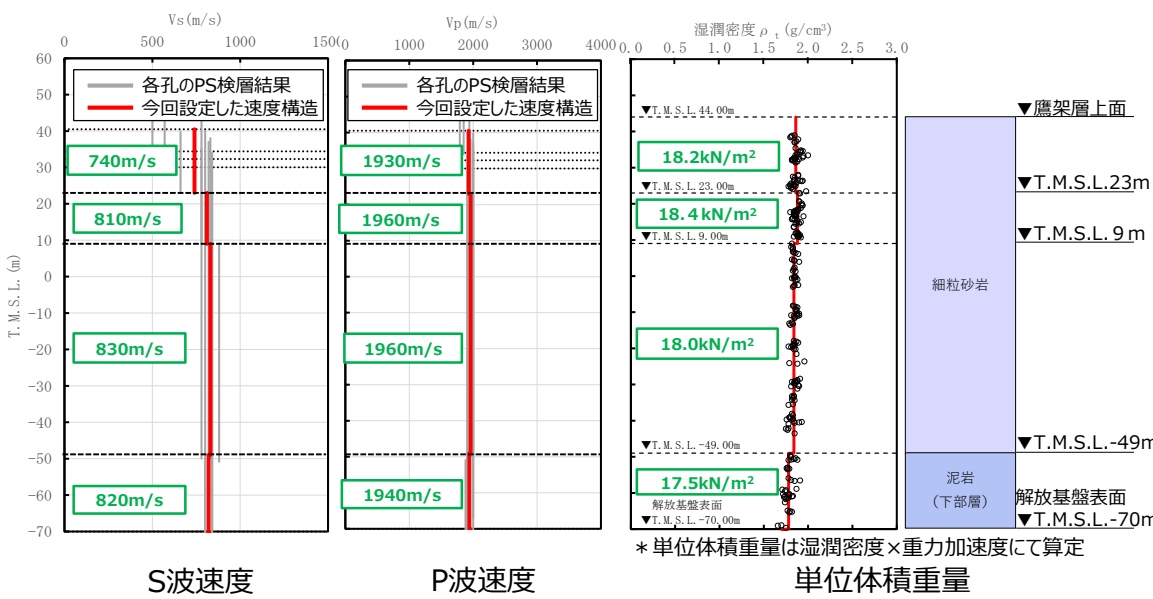 Vs(m/s)
0 500 1000 1500
各孔のPS検層結果
今回設定した速度構造
T.M.S.L.(m)
60
50
40
30
20
10
0
-10
-20
-30
-40
-50
-60
-70
740m/s
810m/s
830m/s
820m/s
S波速度
Vp(m/s)
0 1000 2000 3000 4000
各孔のPS検層結果
今回設定した速度構造
1930m/s
1960m/s
1960m/s
1940m/s
P波速度
湿潤密度ρt(g/cm³)
0.0 0.5 1.0 1.5 2.0 2.5 3.0
▼T.M.S.L.44.00m
18.2kN/m²
▼T.M.S.L.23.00m
18.4kN/m²
▼T.M.S.L.9.00m
18.0kN/m²
▼T.M.S.L.-49.00m
17.5kN/m²
解放基盤表面
▼T.M.S.L.-70.00m
細粒砂岩
泥岩
(下部層)
▼鷹架層上面
▼T.M.S.L.23m
▼T.M.S.L.9m
▼T.M.S.L.-49m
解放基盤表面
▼T.M.S.L.-70m
＊単位体積重量は湿潤密度×重力加速度にて算定
単位体積重量